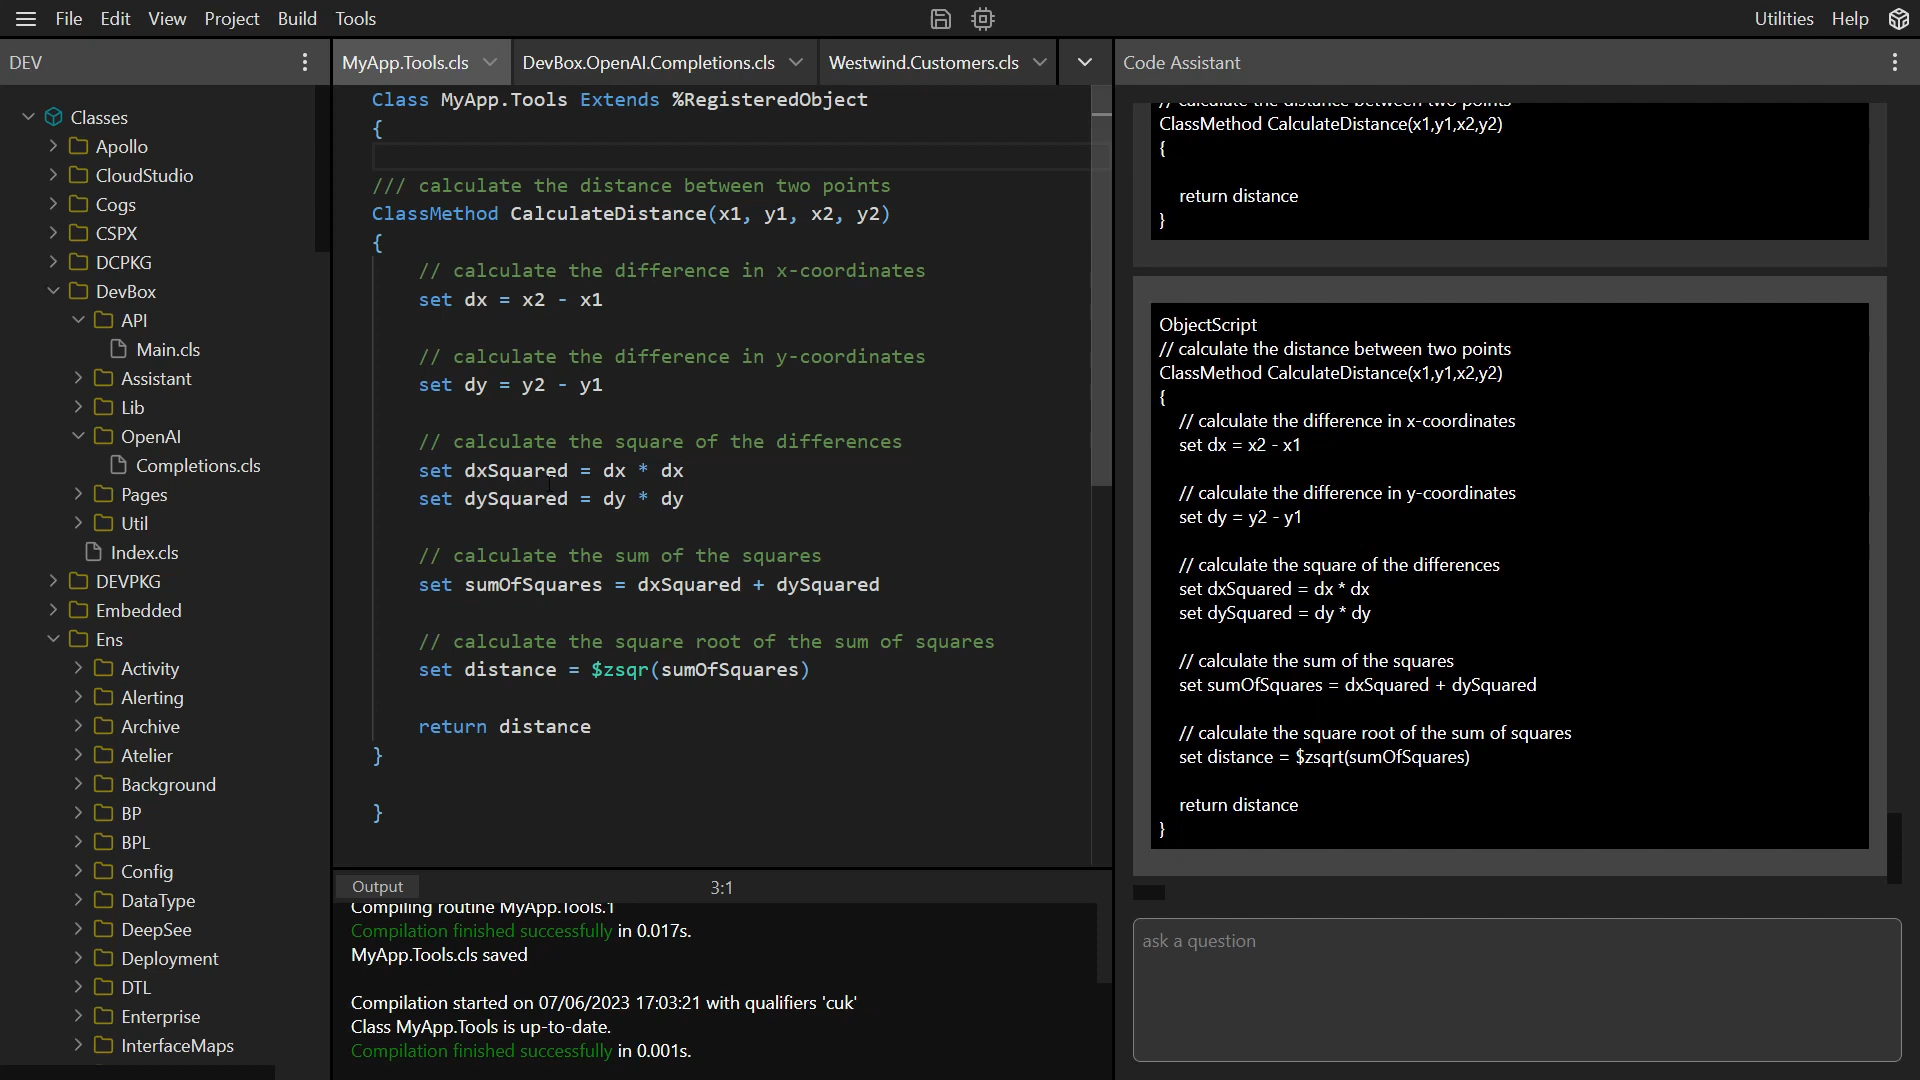 File Edit View Project Build Tools
Utilities Help
DEV
MyApp.Tools.cls
DevBox.OpenAI.Completions.cls
Westwind.Customers.cls
Code Assistant
Classes
Apollo
CloudStudio
Cogs
CSPX
DCPKG
DevBox
API
Main.cls
Assistant
Lib
OpenAI
Completions.cls
Pages
Util
Index.cls
DEVPKG
Embedded
Ens
Activity
Alerting
Archive
Atelier
Background
BP
BPL
Config
DataType
DeepSee
Deployment
DTL
Enterprise
InterfaceMaps
Class MyApp.Tools Extends %RegisteredObject
{
/// calculate the distance between two points
ClassMethod CalculateDistance(x1, y1, x2, y2)
{
// calculate the difference in x-coordinates
set dx = x2 - x1
// calculate the difference in y-coordinates
set dy = y2 - y1
// calculate the square of the differences
set dxSquared = dx * dx
set dySquared = dy * dy
// calculate the sum of the squares
set sumOfSquares = dxSquared + dySquared
// calculate the square root of the sum of squares
set distance = $zsqr(sumOfSquares)
return distance
}
}
Output
3:1
Compiling routine MyApp.Tools.1
Compilation finished successfully in 0.017s.
MyApp.Tools.cls saved
Compilation started on 07/06/2023 17:03:21 with qualifiers 'cuk'
Class MyApp.Tools is up-to-date.
Compilation finished successfully in 0.001s.
// calculate the distance between two points
ClassMethod CalculateDistance(x1,y1,x2,y2)
{
return distance
}
ObjectScript
// calculate the distance between two points
ClassMethod CalculateDistance(x1,y1,x2,y2)
{
// calculate the difference in x-coordinates
set dx = x2 - x1
// calculate the difference in y-coordinates
set dy = y2 - y1
// calculate the square of the differences
set dxSquared = dx * dx
set dySquared = dy * dy
// calculate the sum of the squares
set sumOfSquares = dxSquared + dySquared
// calculate the square root of the sum of squares
set distance = $zsqrt(sumOfSquares)
return distance
}
ask a question